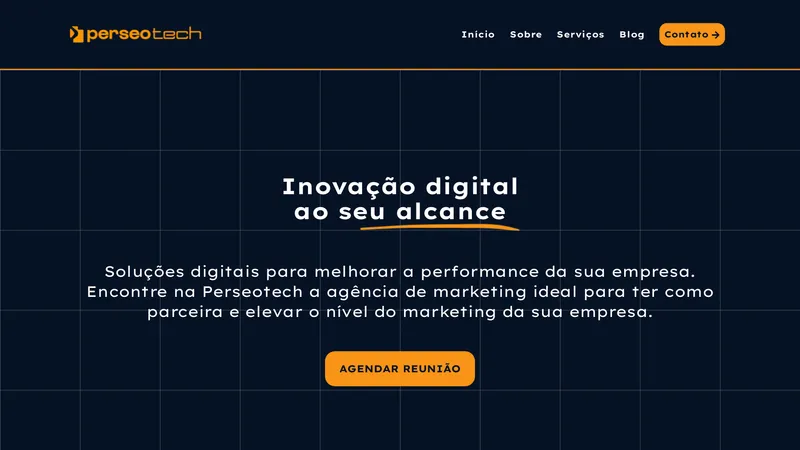 perseotech
Início
Sobre
Serviços
Blog
Contato →
Inovação digital
ao seu alcance
Soluções digitais para melhorar a performance da sua empresa.
Encontre na Perseotech a agência de marketing ideal para ter como
parceira e elevar o nível do marketing da sua empresa.
AGENDAR REUNIÃO